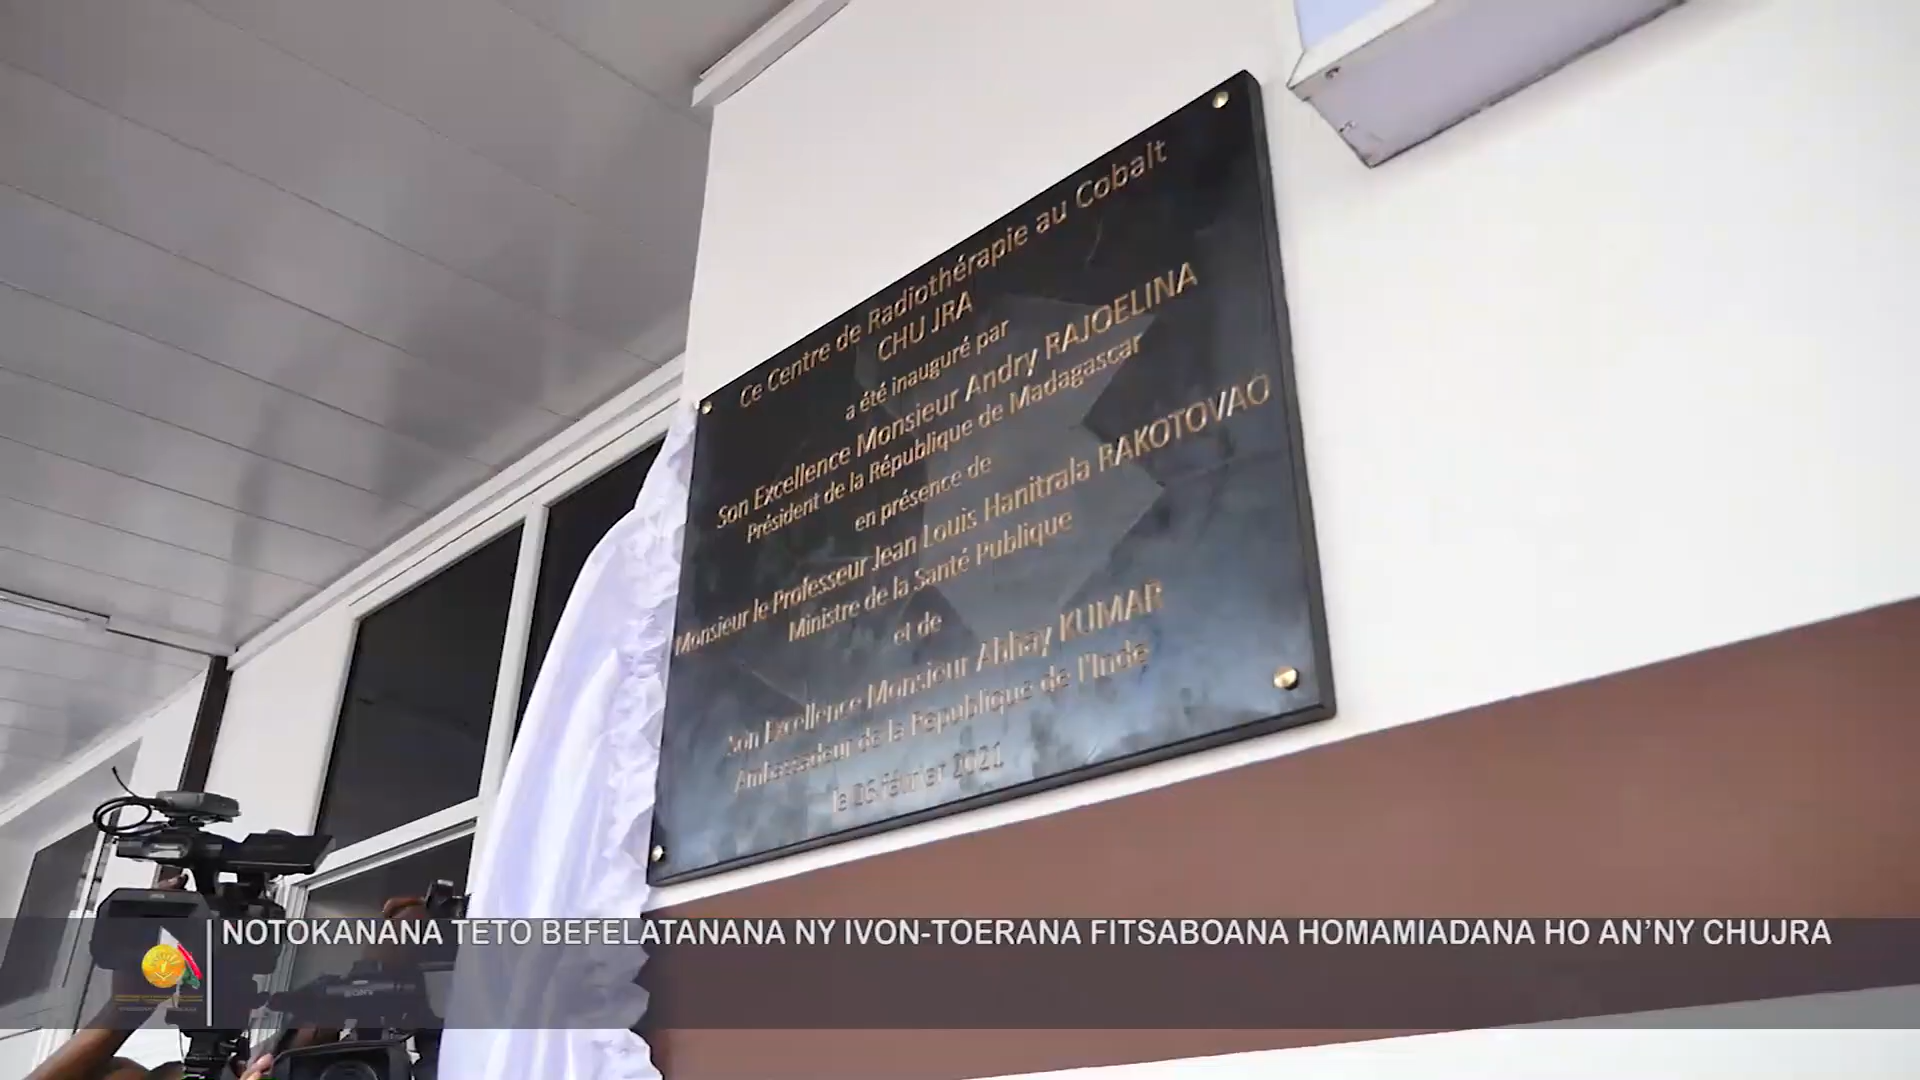 Ce Centre de Radiothérapie au Cobalt
CHU JRA
a été inauguré par
Son Excellence Monsieur Andry RAJOELINA
Président de la République de Madagascar
en présence de
Monsieur le Professeur Jean Louis Hanitrala RAKOTOVAO
Ministre de la Santé Publique
et de
Son Excellence Monsieur Abhay KUMAR
Ambassadeur de la République de l'Inde
le 26 février 2021
NOTOKANANA TETO BEFELATANANA NY IVON-TOERANA FITSABOANA HOMAMIADANA HO AN’NY CHUJRA